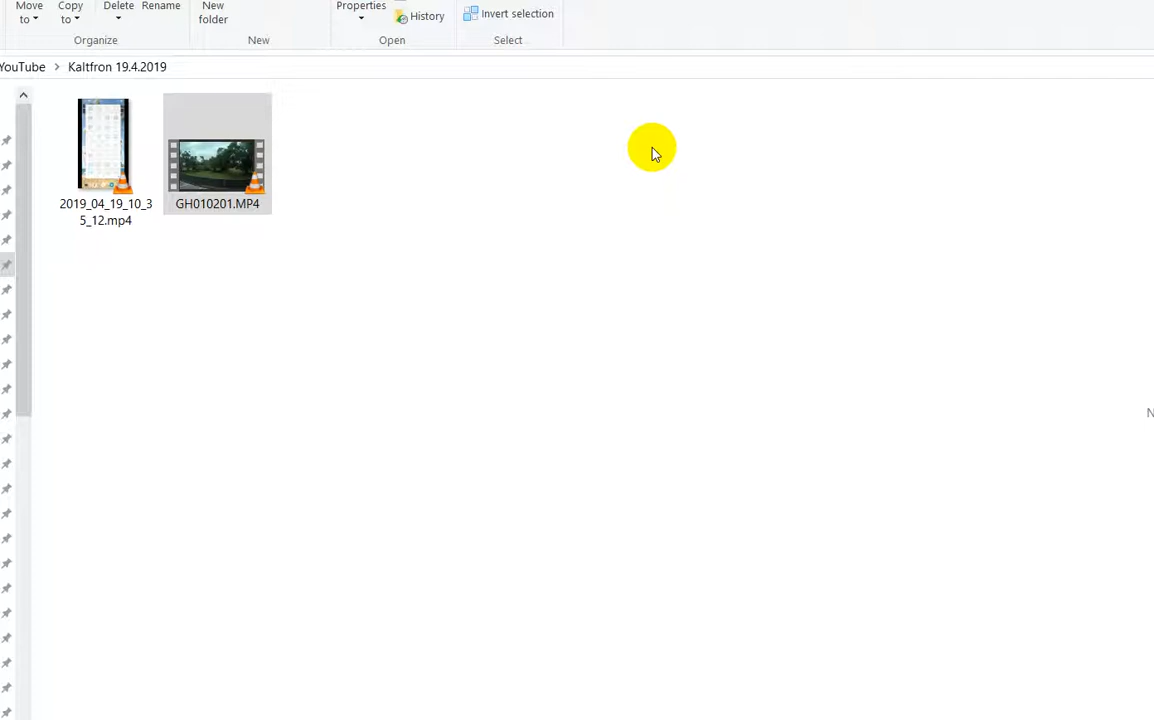 Move to
Copy to
Delete
Rename
New folder
Properties
History
Invert selection
Organize
New
Open
Select
YouTube > Kaltfron 19.4.2019
2019_04_19_10_3
5_12.mp4
GH010201.MP4
N